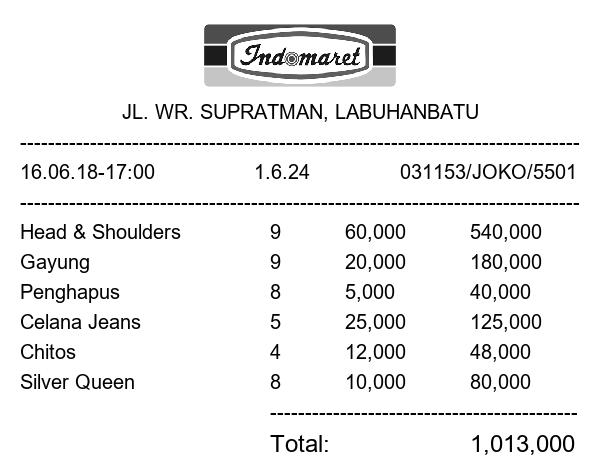 Indomaret
JL. WR. SUPRATMAN, LABUHANBATU
--------------------------------------------------------------------------------
16.06.18-17:00 1.6.24 031153/JOKO/5501
--------------------------------------------------------------------------------
Head & Shoulders 9 60,000 540,000
Gayung 9 20,000 180,000
Penghapus 8 5,000 40,000
Celana Jeans 5 25,000 125,000
Chitos 4 12,000 48,000
Silver Queen 8 10,000 80,000
--------------------------------------------
Total: 1,013,000